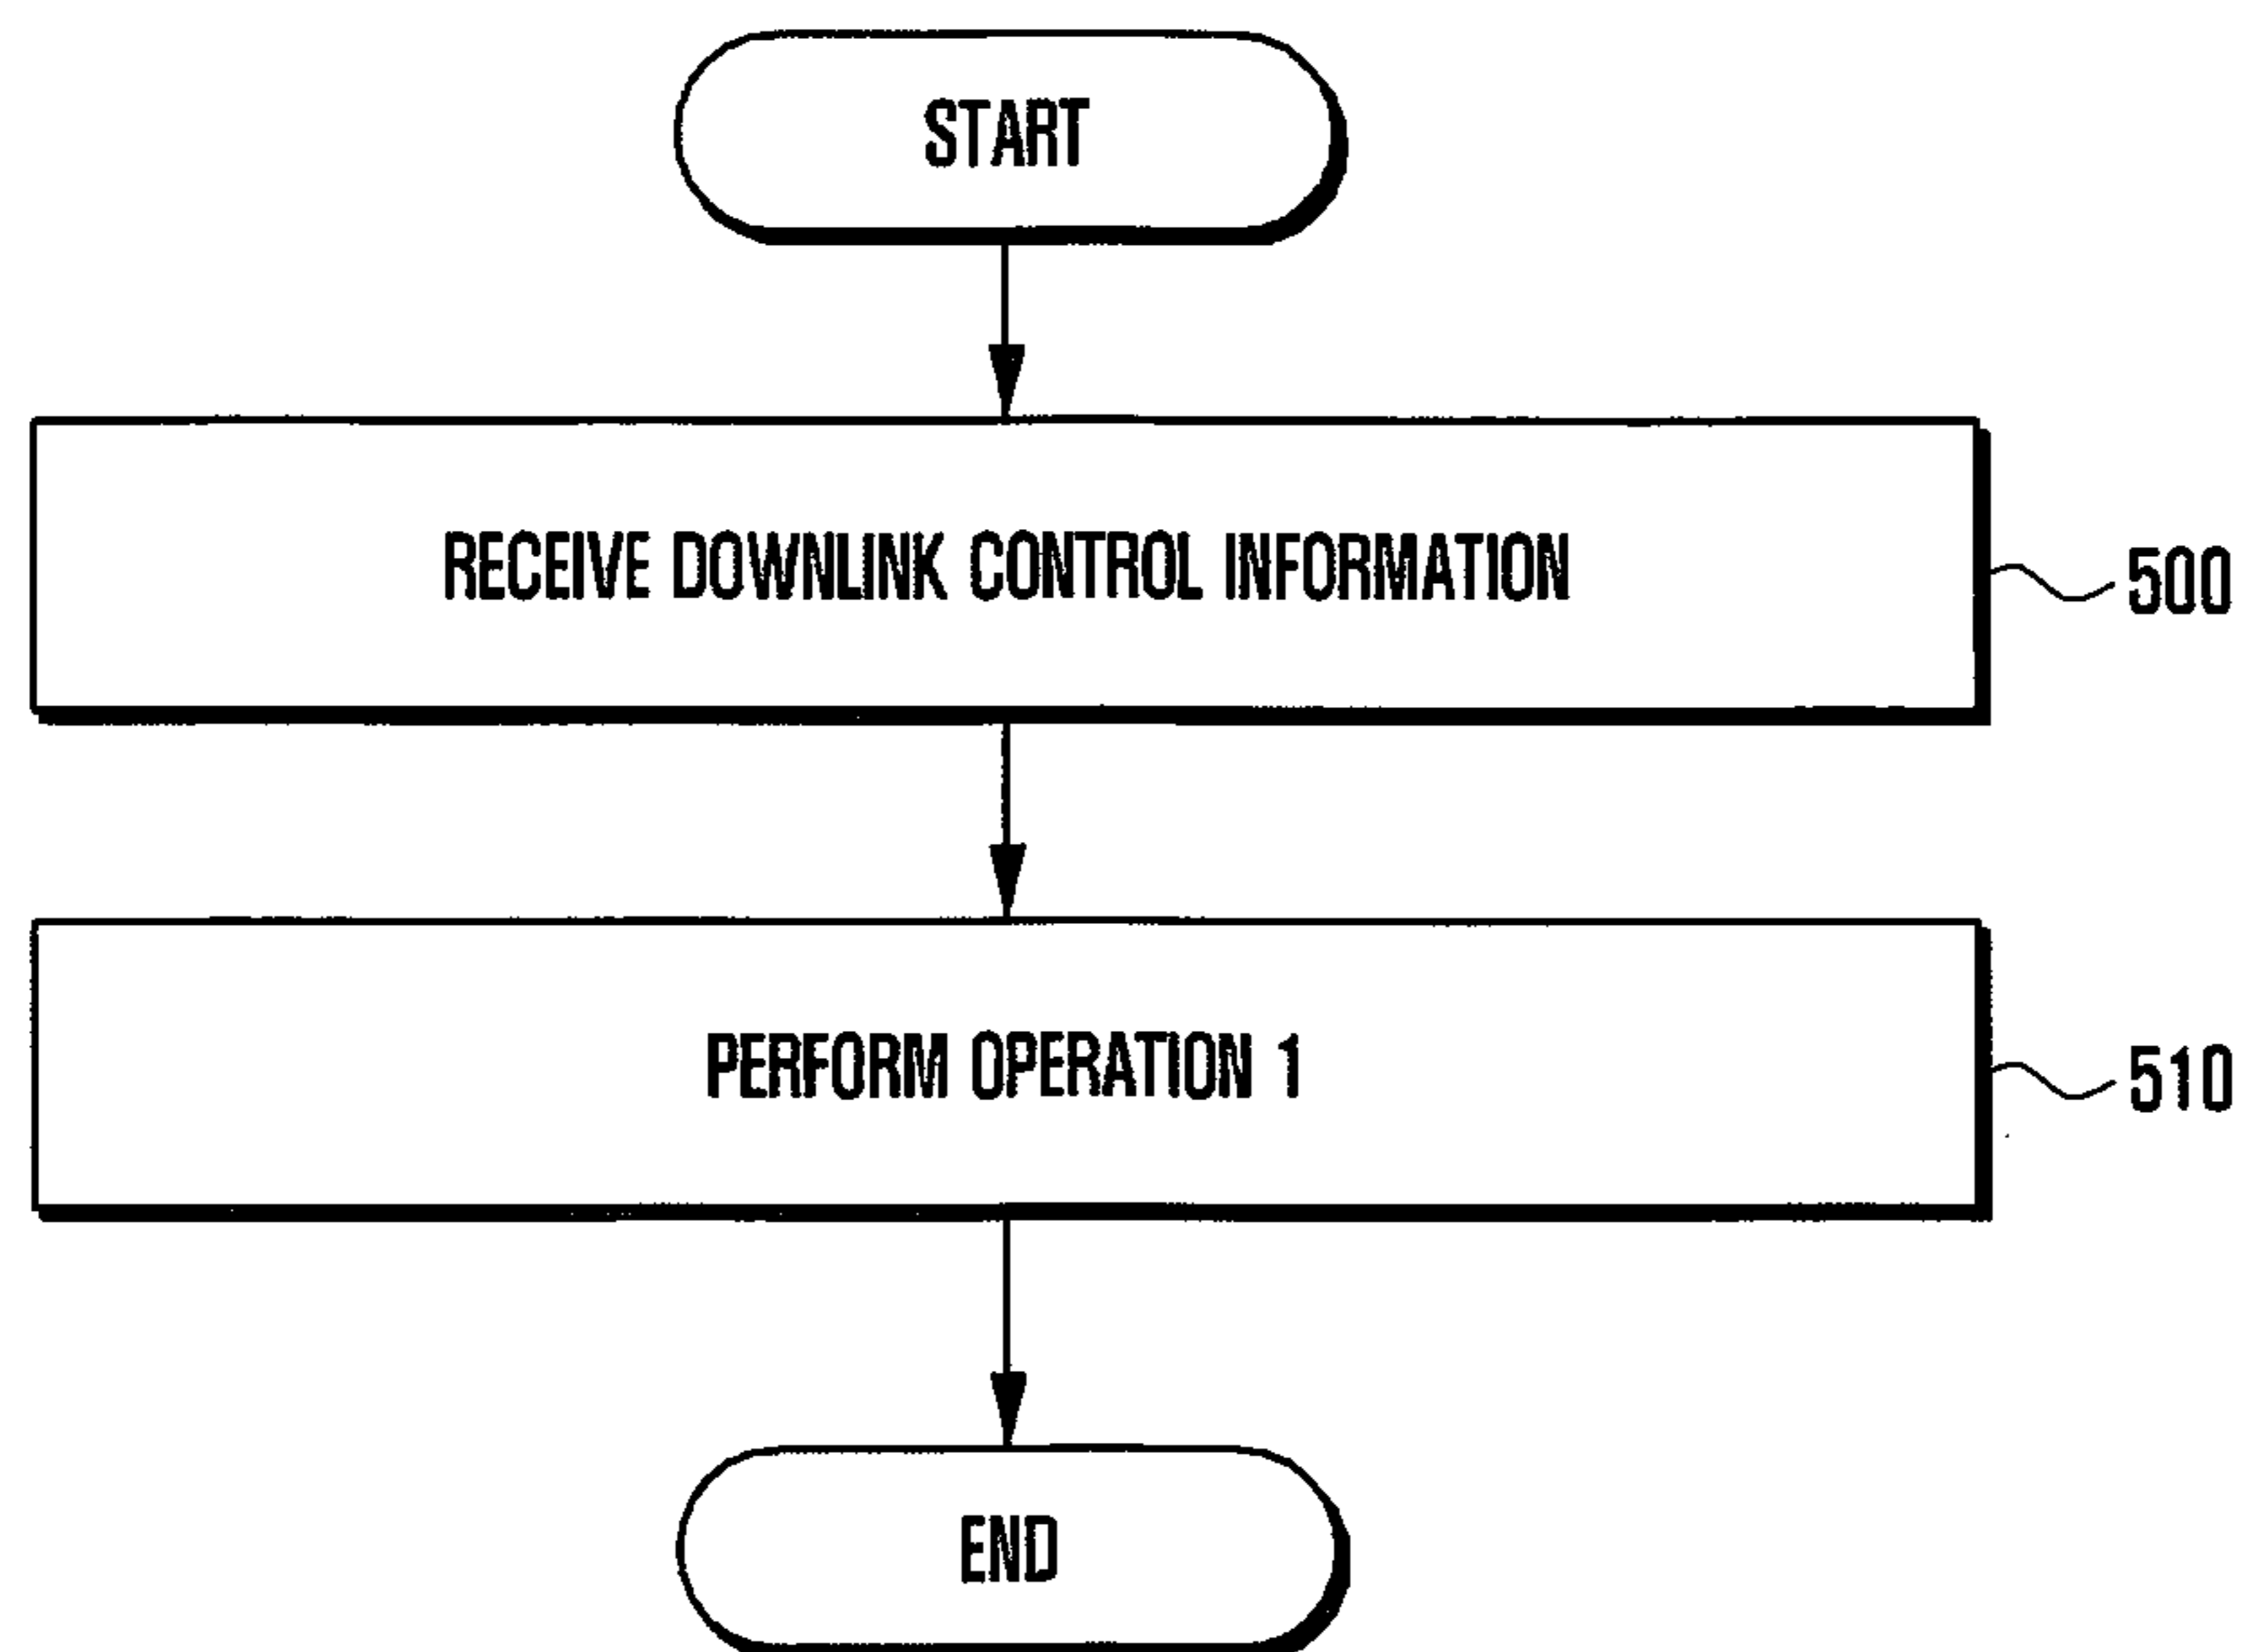 START
RECEIVE DOWNLINK CONTROL INFORMATION
500
PERFORM OPERATION 1
510
END